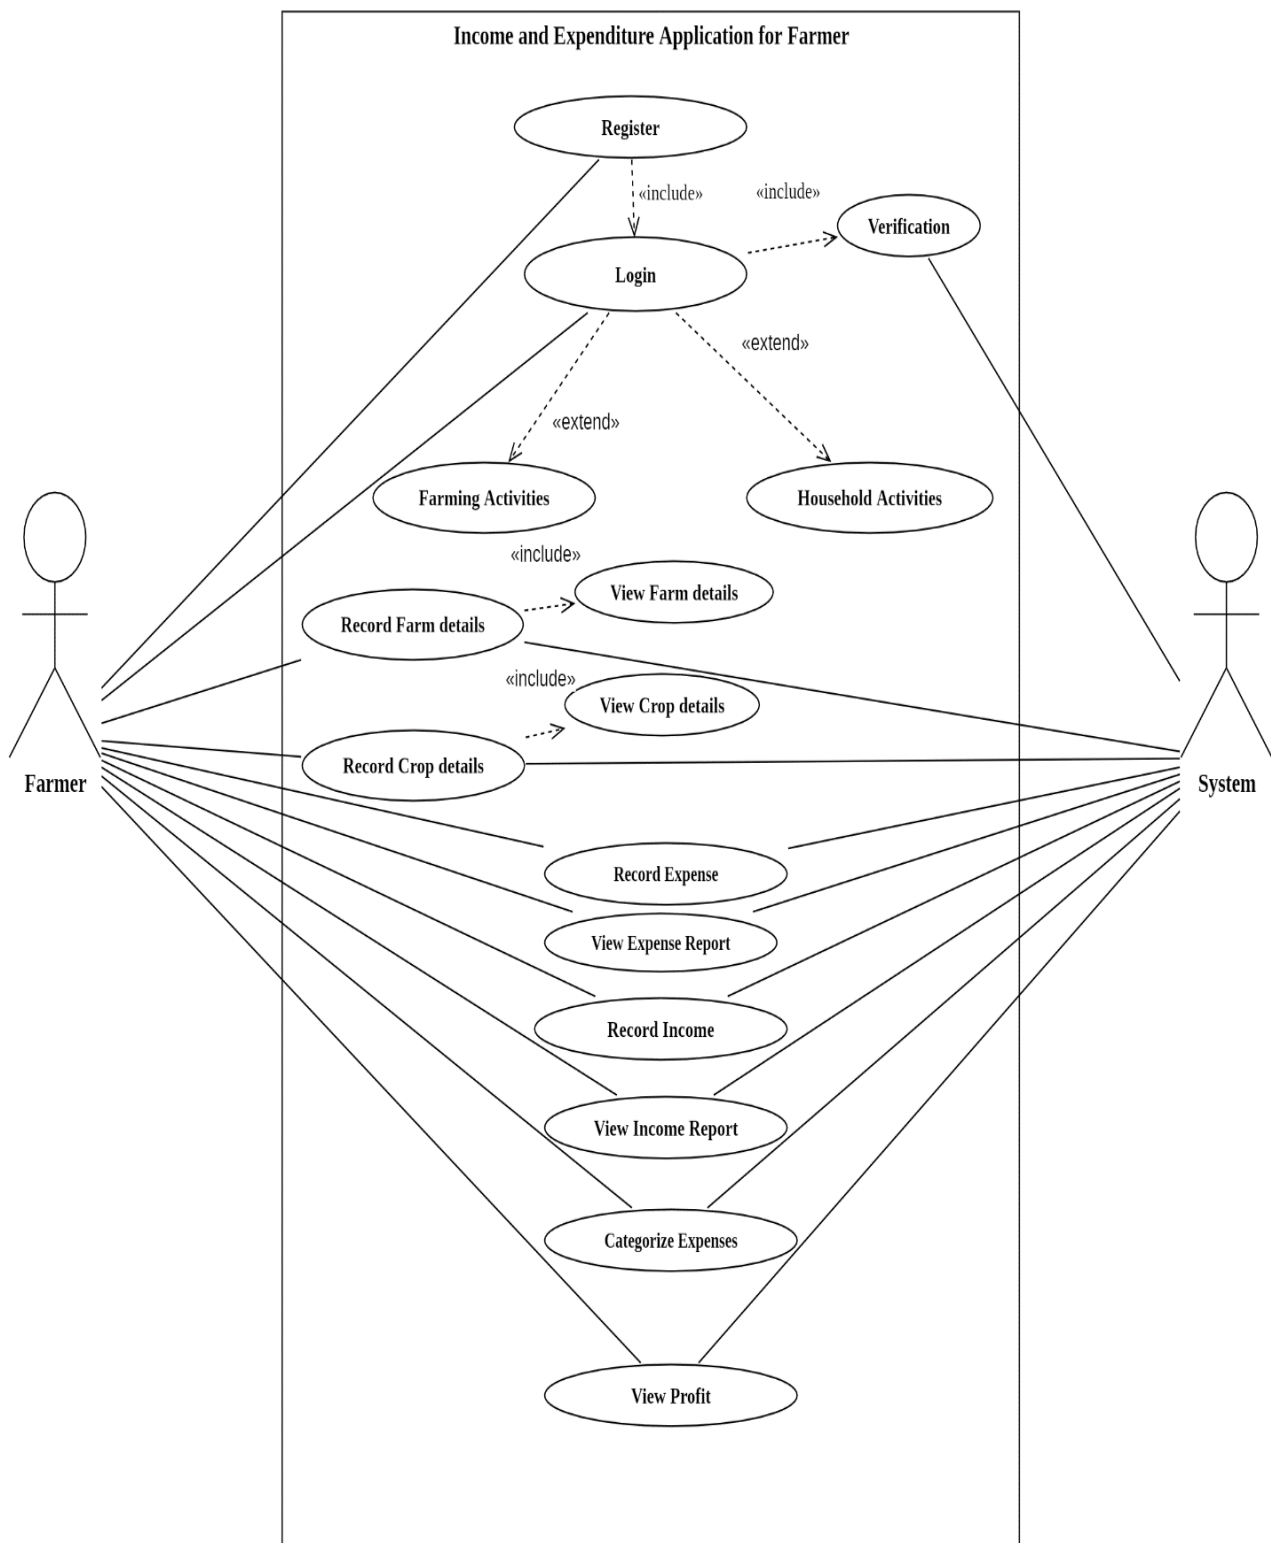 Income and Expenditure Application for Farmer
Register
«include»
«include»
Verification
Login
«extend»
«extend»
Farming Activities
Household Activities
«include»
View Farm details
Record Farm details
«include»
View Crop details
Record Crop details
Farmer
System
Record Expense
View Expense Report
Record Income
View Income Report
Categorize Expenses
View Profit